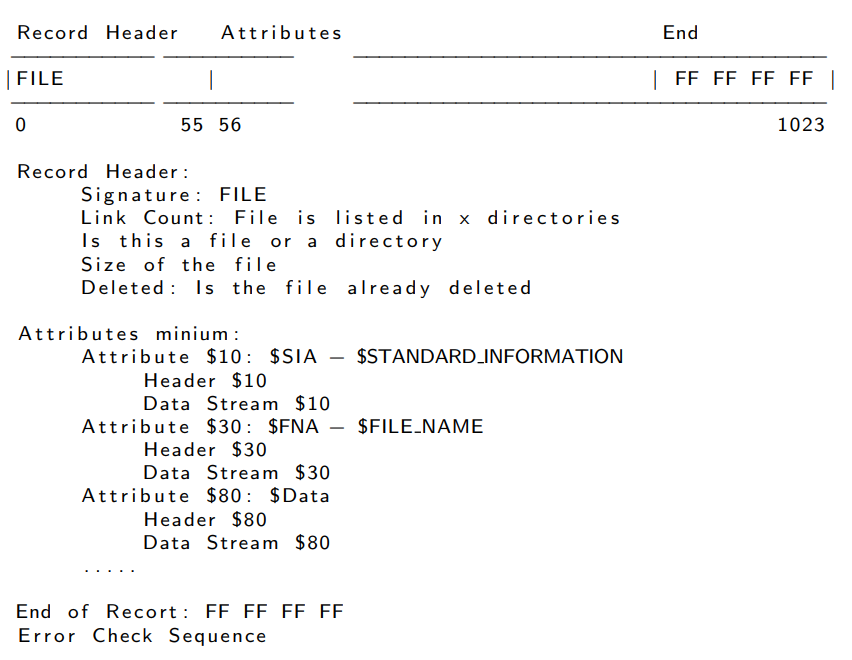 Record Header Attributes End
|FILE | | FF FF FF FF |
0 55 56 1023
Record Header:
Signature: FILE
Link Count: File is listed in x directories
Is this a file or a directory
Size of the file
Deleted: Is the file already deleted
Attributes minium:
Attribute $10: $SIA – $STANDARD_INFORMATION
Header $10
Data Stream $10
Attribute $30: $FNA – $FILE_NAME
Header $30
Data Stream $30
Attribute $80: $Data
Header $80
Data Stream $80
.....
End of Recort: FF FF FF FF
Error Check Sequence